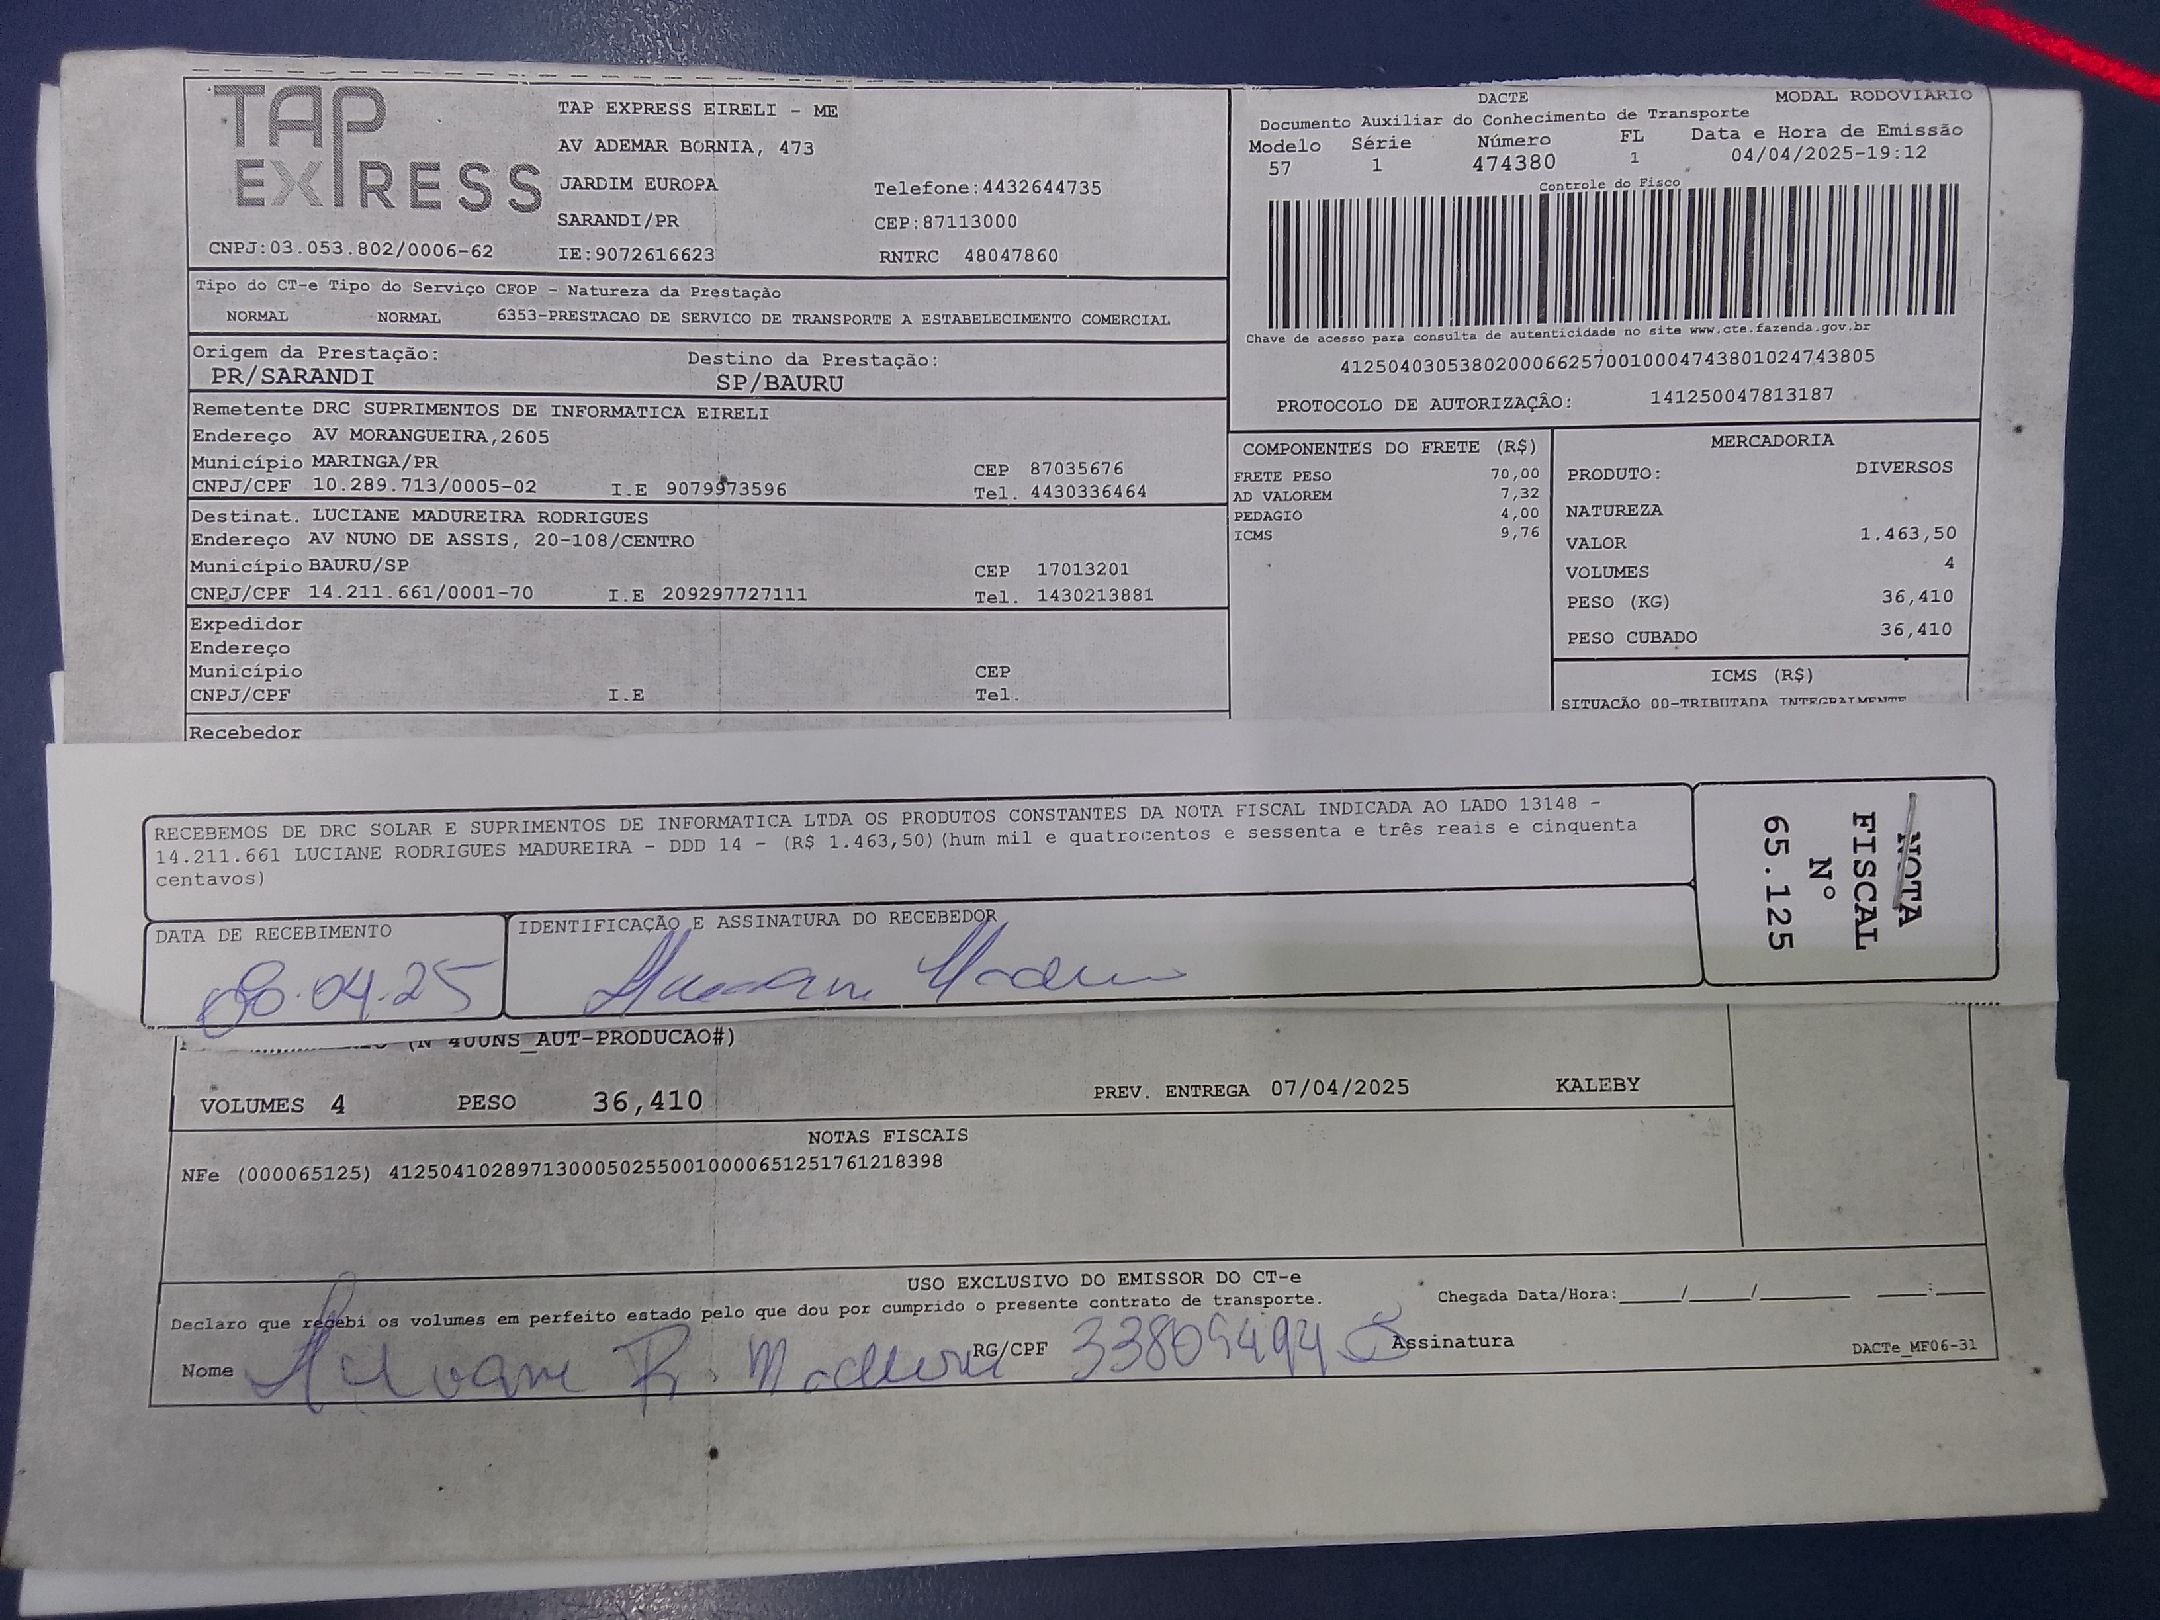 TAP EXPRESS
TAP EXPRESS EIRELI - ME
AV ADEMAR BORNIA, 473
JARDIM EUROPA Telefone:4432644735
SARANDI/PR CEP:87113000
CNPJ:03.053.802/0006-62 IE:9072616623 RNTRC 48047860
DACTE MODAL RODOVIÁRIO
Documento Auxiliar do Conhecimento de Transporte
Modelo Série Número FL Data e Hora de Emissão
57 1 474380 1 04/04/2025-19:12
Controle do Fisco
Chave de acesso para consulta de autenticidade no site www.cte.fazenda.gov.br
41250403053802000662570010004743801024743805
PROTOCOLO DE AUTORIZAÇÂO: 141250047813187
Tipo do CT-e Tipo do Serviço CFOP - Natureza da Prestação
NORMAL NORMAL 6353-PRESTACAO DE SERVICO DE TRANSPORTE A ESTABELECIMENTO COMERCIAL
Origem da Prestação: Destino da Prestação:
PR/SARANDI SP/BAURU
Remetente DRC SUPRIMENTOS DE INFORMATICA EIRELI
Endereço AV MORANGUEIRA,2605
Município MARINGA/PR CEP 87035676
CNPJ/CPF 10.289.713/0005-02 I.E 9079973596 Tel. 4430336464
Destinat. LUCIANE MADUREIRA RODRIGUES
Endereço AV NUNO DE ASSIS, 20-108/CENTRO
Município BAURU/SP CEP 17013201
CNPJ/CPF 14.211.661/0001-70 I.E 209297727111 Tel. 1430213881
Expedidor
Endereço
Município CEP
CNPJ/CPF I.E Tel.
Recebedor
COMPONENTES DO FRETE (R$)
FRETE PESO 70,00
AD VALOREM 7,32
PEDAGIO 4,00
ICMS 9,76
MERCADORIA
PRODUTO: DIVERSOS
NATUREZA
VALOR 1.463,50
VOLUMES 4
PESO (KG) 36,410
PESO CUBADO 36,410
ICMS (R$)
SITUACÃO 00-TRIBUTADA INTEGRALMENTE
RECEBEMOS DE DRC SOLAR E SUPRIMENTOS DE INFORMATICA LTDA OS PRODUTOS CONSTANTES DA NOTA FISCAL INDICADA AO LADO 13148 -
14.211.661 LUCIANE RODRIGUES MADUREIRA - DDD 14 - (R$ 1.463,50)(hum mil e quatrocentos e sessenta e três reais e cinquenta
centavos)
DATA DE RECEBIMENTO
IDENTIFICAÇÃO E ASSINATURA DO RECEBEDOR
04.25
NOTA
FISCAL
Nº
65.125
400NS_AUT-PRODUCAO#)
VOLUMES 4 PESO 36,410 PREV. ENTREGA 07/04/2025 KALEBY
NOTAS FISCAIS
NFe (000065125) 41250410289713000502550010000651251761218398
USO EXCLUSIVO DO EMISSOR DO CT-e
Declaro que recebi os volumes em perfeito estado pelo que dou por cumprido o presente contrato de transporte. Chegada Data/Hora:_____/_____/________ ____:____
Nome RG/CPF Assinatura DACTe_MF06-31